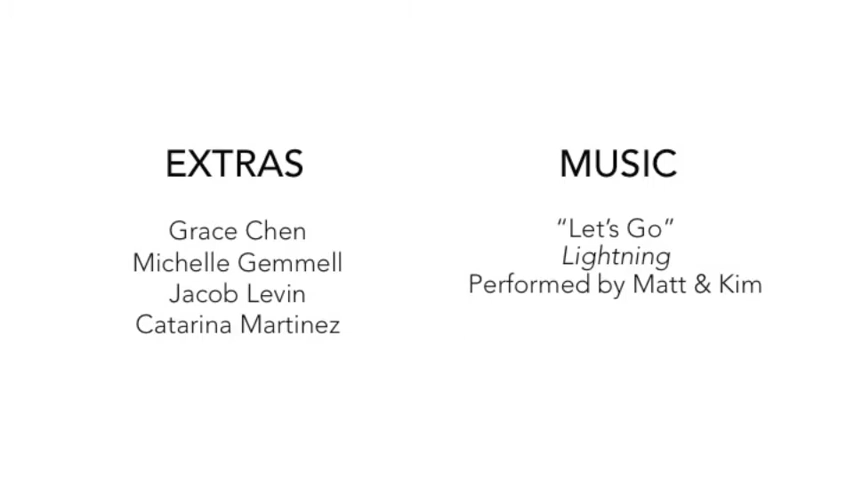 EXTRAS
Grace Chen
Michelle Gemmell
Jacob Levin
Catarina Martinez
MUSIC
“Let’s Go”
Lightning
Performed by Matt & Kim